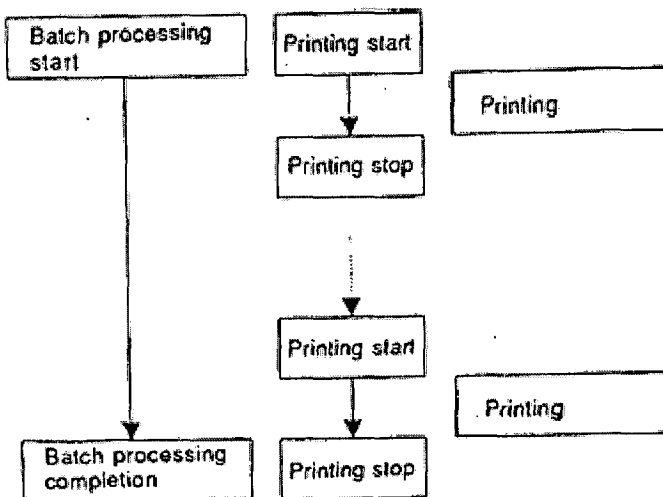 Batch processing
start
Printing start
Printing
Printing stop
Printing start
Printing
Batch processing
completion
Printing stop